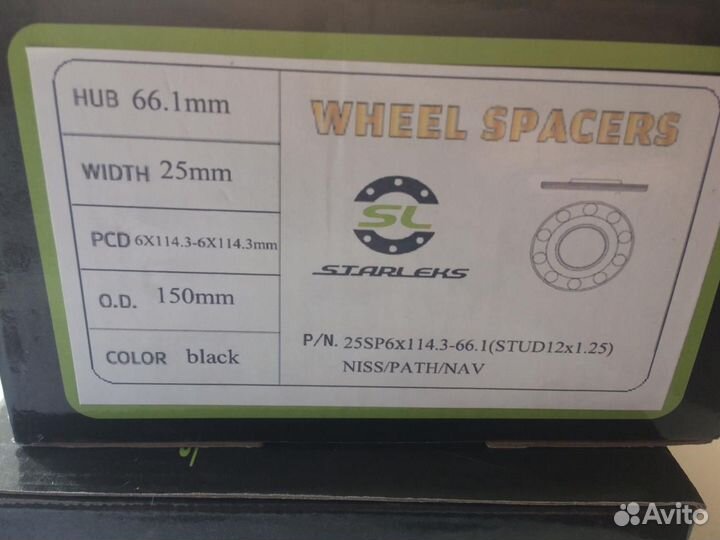 HUB 66.1mm
WIDTH 25mm
PCD 6X114.3-6X114.3mm
O.D. 150mm
COLOR black
WHEEL SPACERS
SL
STARLEKS
P/N. 25SP6x114.3-66.1(STUD12x1.25)
NISS/PATH/NAV
Avito